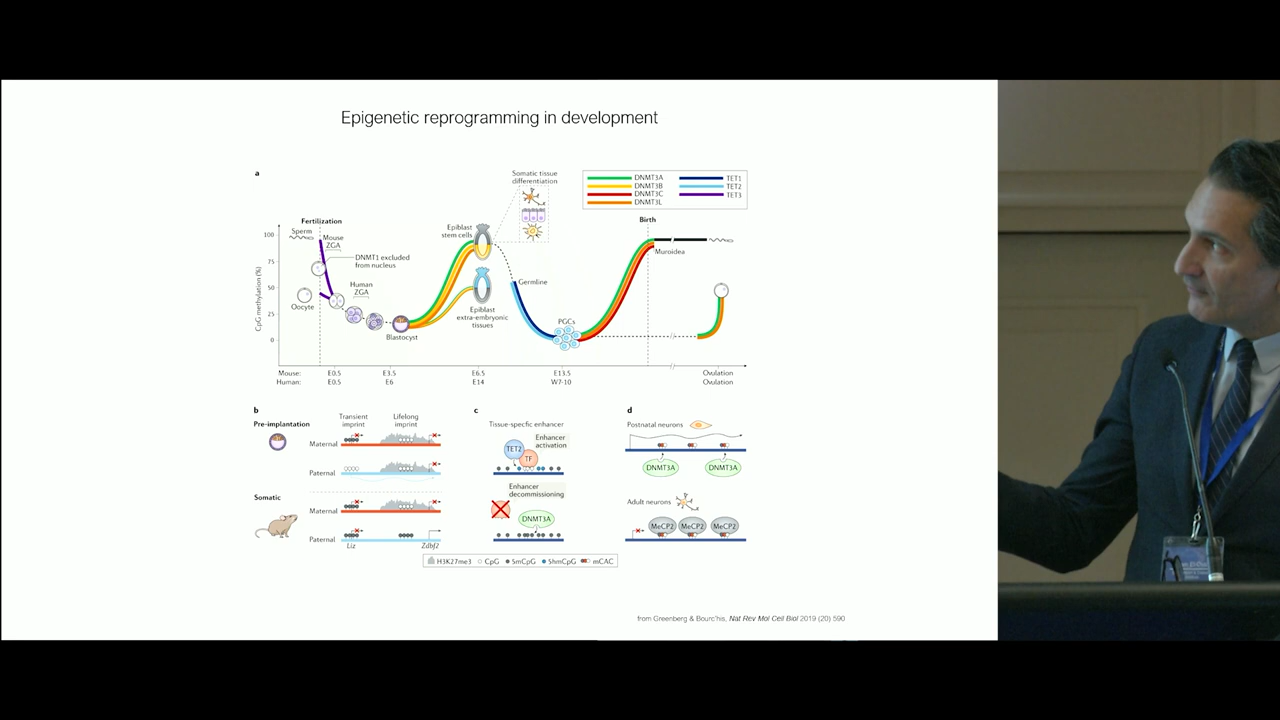 Epigenetic reprogramming in development
a
Somatic tissue
differentiation
DNMT3A
DNMT3B
DNMT3C
DNMT3L
TET1
TET2
TET3
Fertilization
Birth
Sperm
Mouse
ZGA
Epiblast
stem cells
DNMT1 excluded
from nucleus
Muroidea
CpG methylation (%)
100
75
50
25
0
Oocyte
Human
ZGA
Germline
Epiblast
extra-embryonic
tissues
Blastocyst
PGCs
Mouse: E0.5 E3.5 E6.5 E13.5 Ovulation
Human: E0.5 E6 E14 W7-10 Ovulation
b
Pre-implantation
Transient
imprint
Lifelong
imprint
Maternal
Paternal
Somatic
Maternal
Paternal
Liz
Zdbf2
c
Tissue-specific enhancer
Enhancer
activation
TET2
TF
Enhancer
decommissioning
DNMT3A
d
Postnatal neurons
DNMT3A
DNMT3A
Adult neurons
MeCP2
MeCP2
MeCP2
H3K27me3 CpG 5mCpG 5hmCpG mCAC
from Greenberg & Bourc'his, Nat Rev Mol Cell Biol 2019 (20) 590